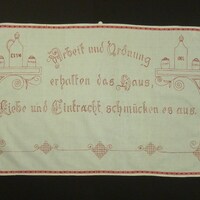 Arbeit und Ordnung
erhalten das Haus,
Liebe und Eintracht schmücken es aus.